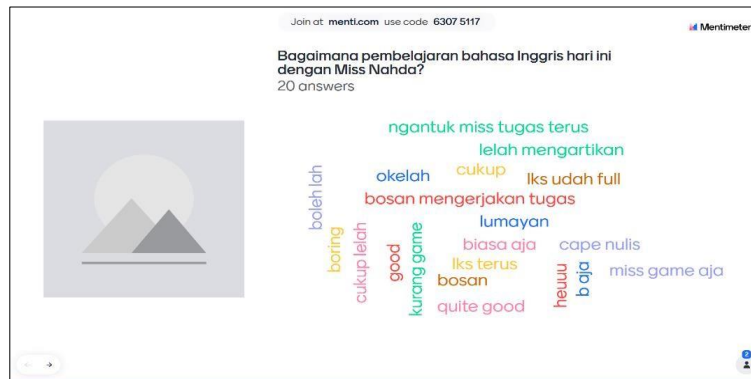 Join at menti.com use code 6307 5117
Mentimeter
Bagaimana pembelajaran bahasa Inggris hari ini
dengan Miss Nahda?
20 answers
ngantuk miss tugas terus
lelah mengartikan
cukup
okelah
lks udah full
boleh lah
bosan mengerjakan tugas
lumayan
boring
cukup lelah
good
kurang game
biasa aja
cape nulis
lks terus
bosan
heuuu
b aja
miss game aja
quite good
2